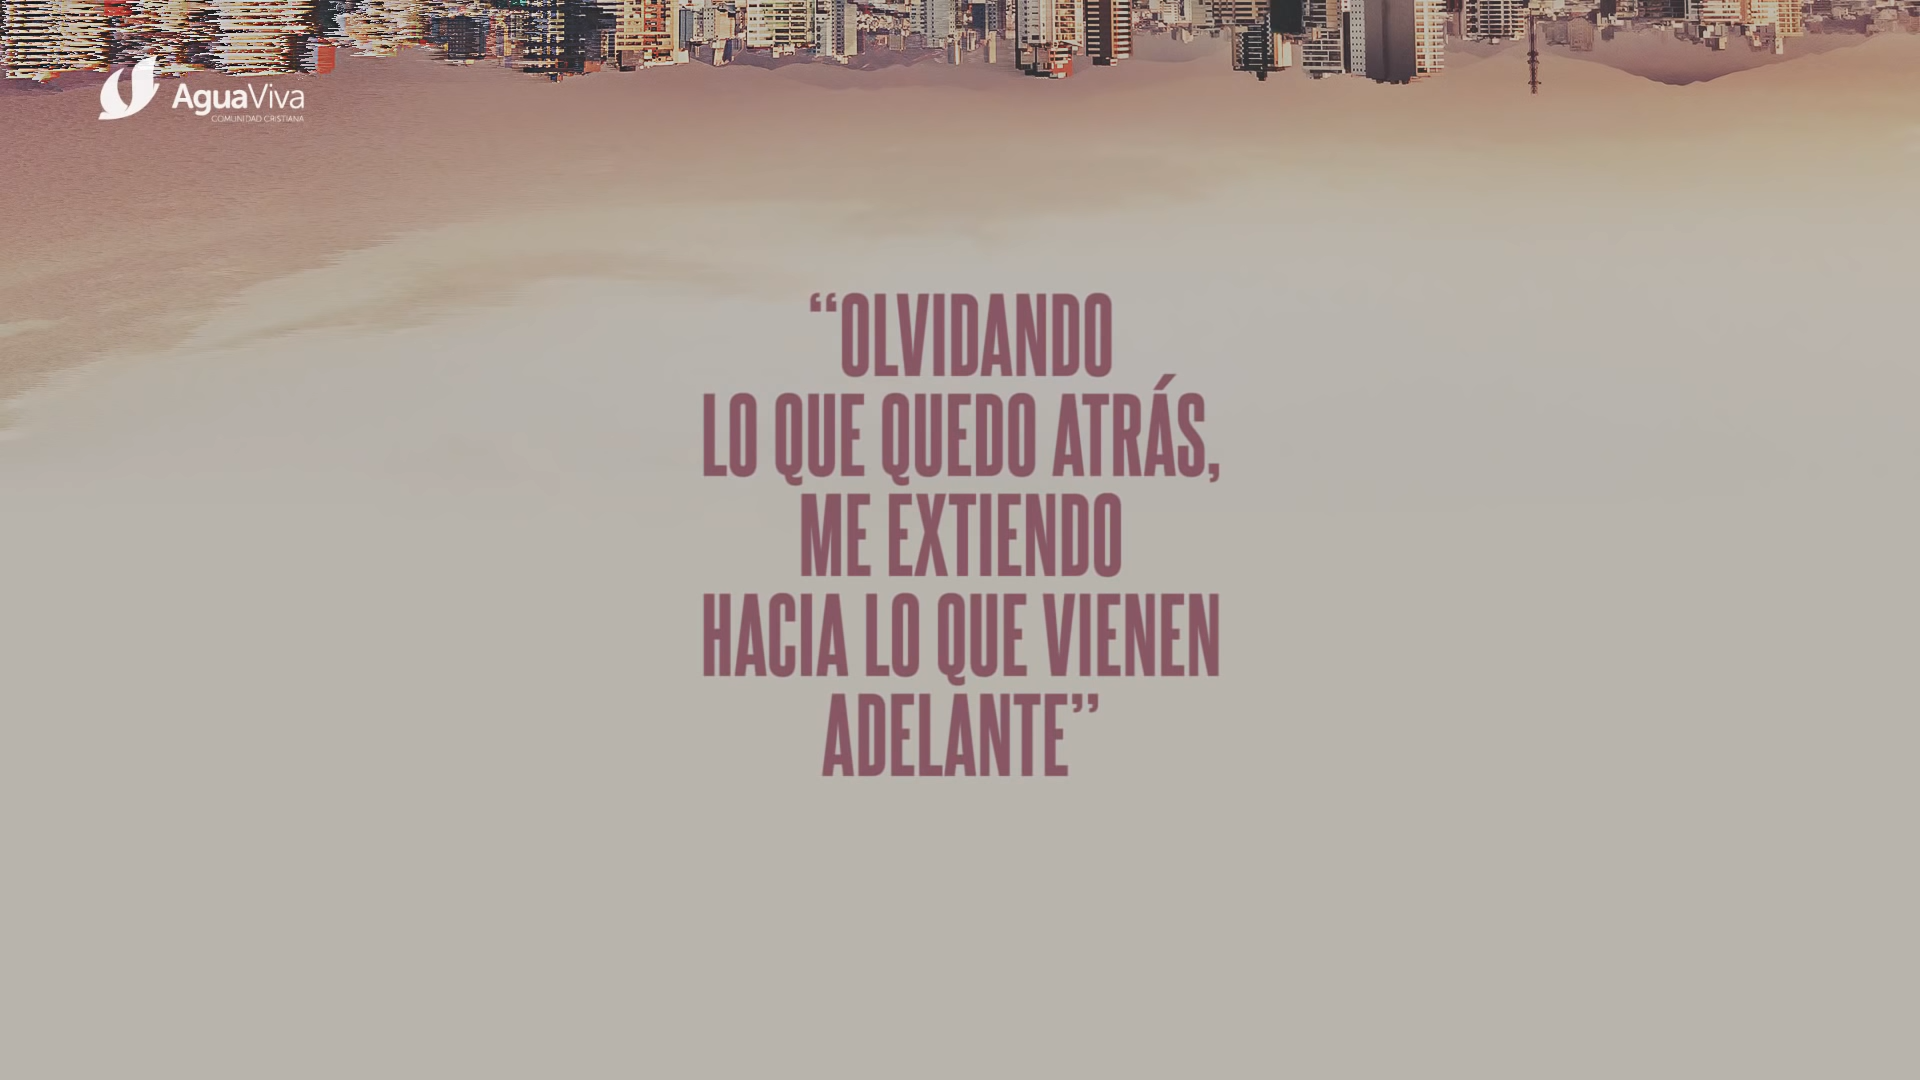 AguaViva
COMUNIDAD CRISTIANA
“OLVIDANDO
LO QUE QUEDO ATRÁS,
ME EXTIENDO
HACIA LO QUE VIENEN
ADELANTE”